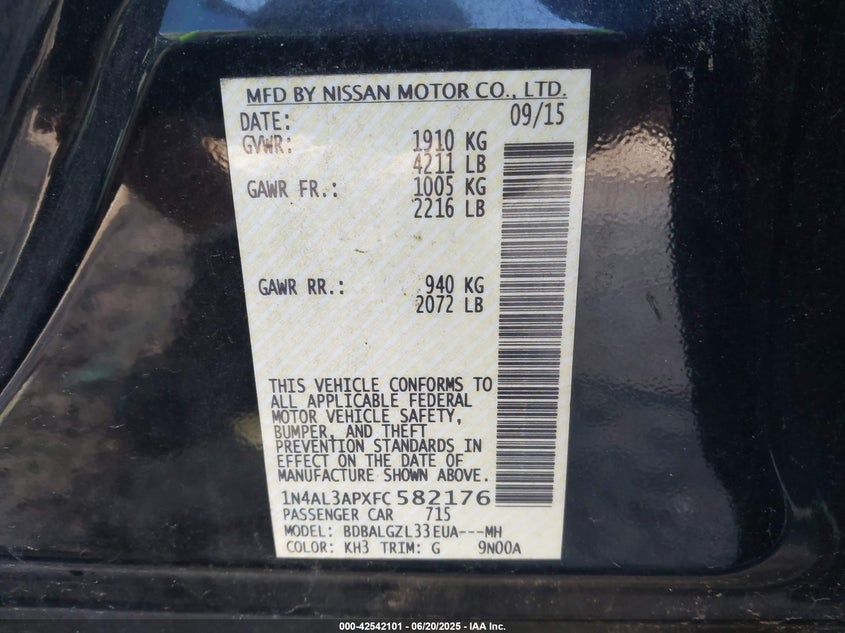 MFD BY NISSAN MOTOR CO., LTD.
DATE: 09/15
GVWR: 1910 KG
4211 LB
GAWR FR.: 1005 KG
2216 LB
GAWR RR.: 940 KG
2072 LB
THIS VEHICLE CONFORMS TO
ALL APPLICABLE FEDERAL
MOTOR VEHICLE SAFETY,
BUMPER, AND THEFT
PREVENTION STANDARDS IN
EFFECT ON THE DATE OF
MANUFACTURE SHOWN ABOVE.
1N4AL3APXFC582176
PASSENGER CAR 715
MODEL: BDBALGZL33EUA---MH
COLOR: KH3 TRIM: G 9N00A
000-42542101 - 06/20/2025 - IAA Inc.